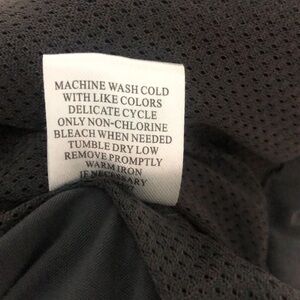 MACHINE WASH COLD
WITH LIKE COLORS
DELICATE CYCLE
ONLY NON-CHLORINE
BLEACH WHEN NEEDED
TUMBLE DRY LOW
REMOVE PROMPTLY
WARM IRON
IF NECESSARY